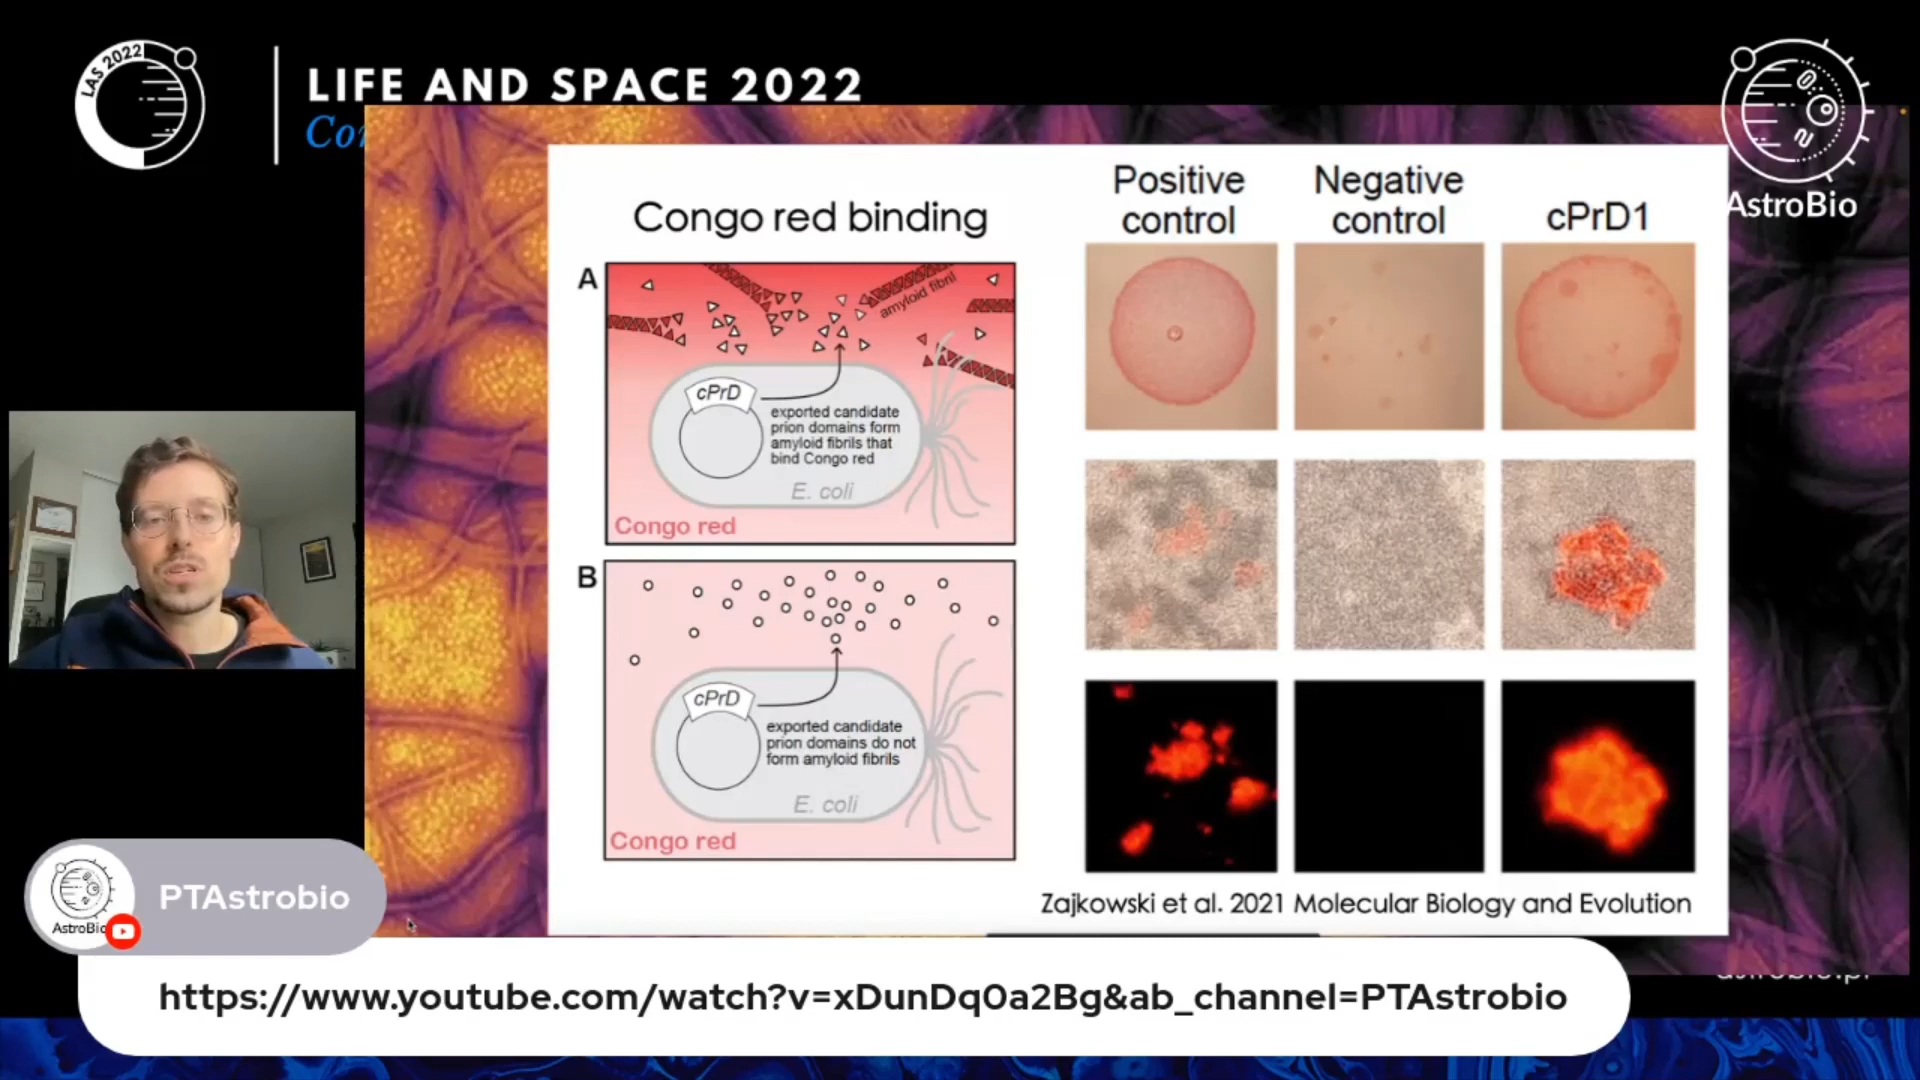 LAS 2022
LIFE AND SPACE 2022
AstroBio
Congo red binding
Positive
control
Negative
control
cPrD1
A
amyloid fibril
cPrD
exported candidate
prion domains form
amyloid fibrils that
bind Congo red
E. coli
Congo red
B
cPrD
exported candidate
prion domains do not
form amyloid fibrils
E. coli
Congo red
Zajkowski et al. 2021 Molecular Biology and Evolution
AstroBio
PTAstrobio
https://www.youtube.com/watch?v=xDunDq0a2Bg&ab_channel=PTAstrobio